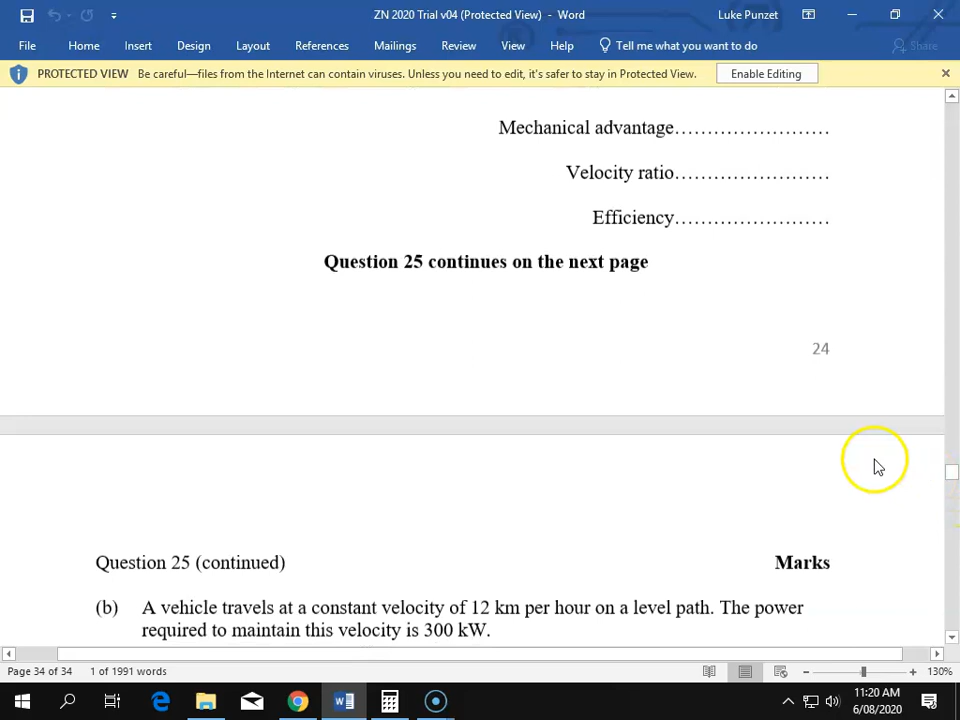 ZN 2020 Trial v04 (Protected View) - Word
Luke Punzet
File Home Insert Design Layout References Mailings Review View Help Tell me what you want to do Share
PROTECTED VIEW Be careful—files from the Internet can contain viruses. Unless you need to edit, it's safer to stay in Protected View. Enable Editing
Mechanical advantage……………………
Velocity ratio……………………
Efficiency……………………
Question 25 continues on the next page
24
Question 25 (continued) Marks
(b) A vehicle travels at a constant velocity of 12 km per hour on a level path. The power
required to maintain this velocity is 300 kW.
Page 34 of 34 1 of 1991 words 130%
11:20 AM
6/08/2020